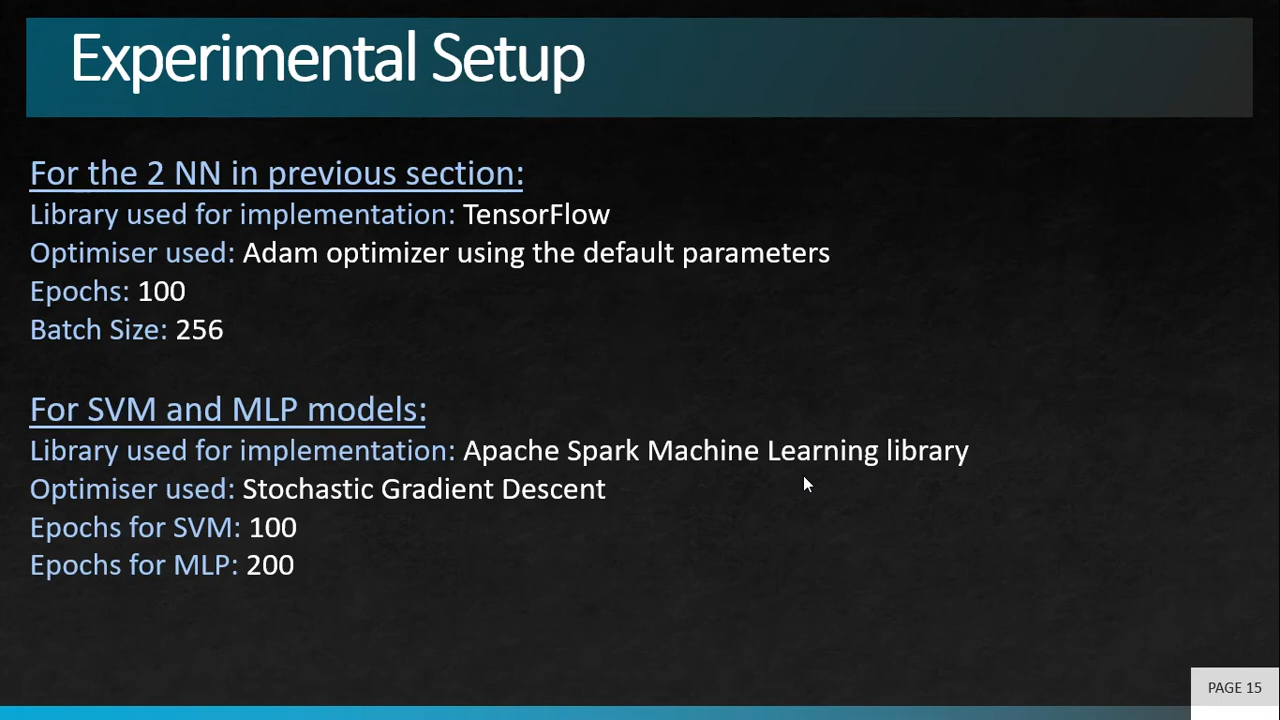 Experimental Setup
For the 2 NN in previous section:
Library used for implementation: TensorFlow
Optimiser used: Adam optimizer using the default parameters
Epochs: 100
Batch Size: 256
For SVM and MLP models:
Library used for implementation: Apache Spark Machine Learning library
Optimiser used: Stochastic Gradient Descent
Epochs for SVM: 100
Epochs for MLP: 200
PAGE 15